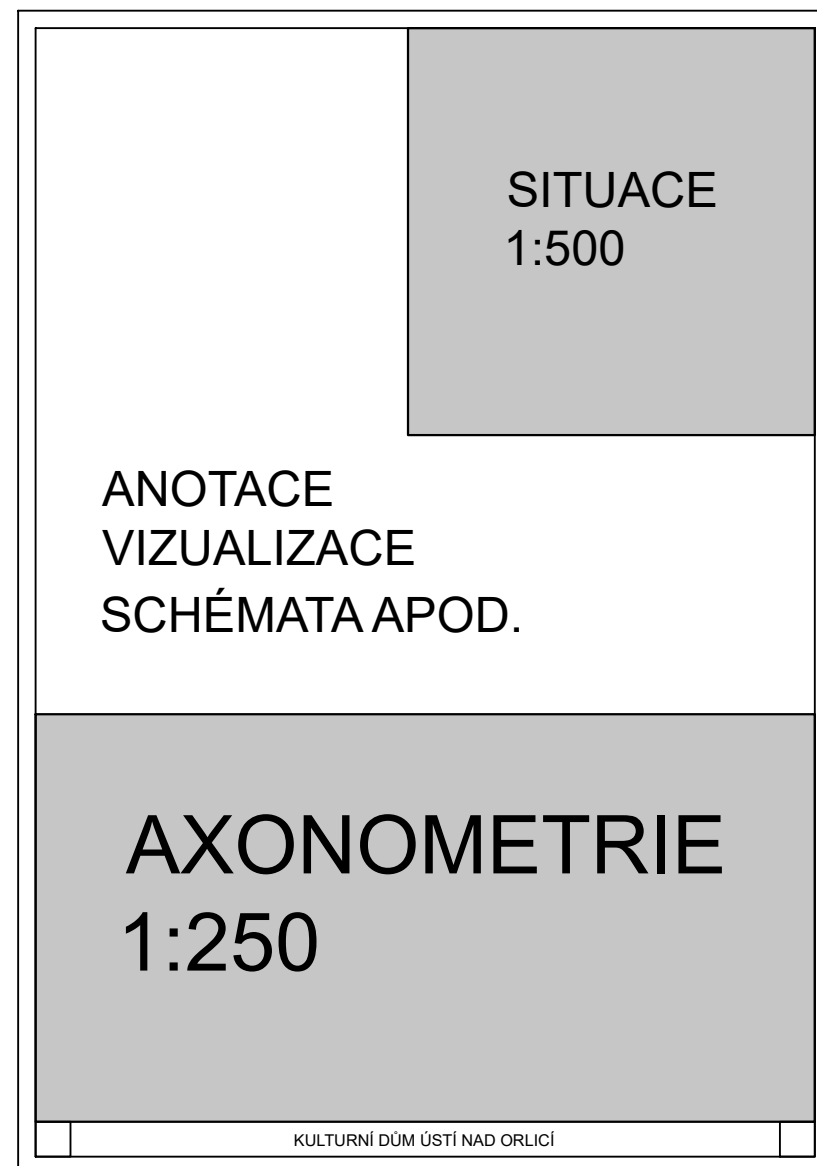 SITUACE
1:500
ANOTACE
VIZUALIZACE
SCHÉMATA APOD.
AXONOMETRIE
1:250
KULTURNÍ DŮM ÚSTÍ NAD ORLICÍ